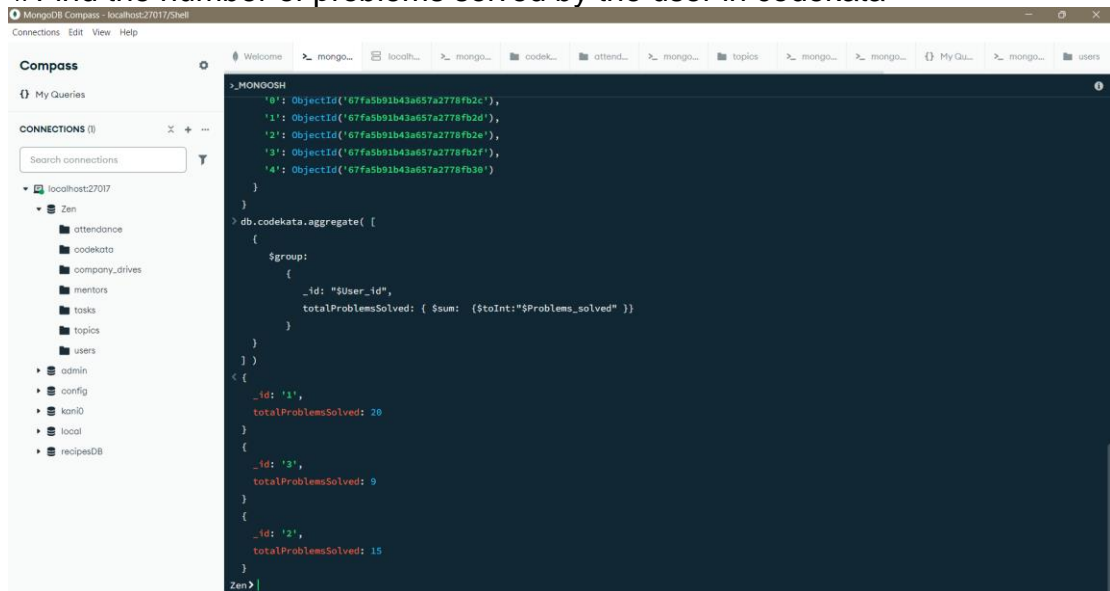 4. Find the number of problems solved by the user in codekata
MongoDB Compass - localhost:27017/Shell
Connections Edit View Help
Compass
{} My Queries
CONNECTIONS (1)
Search connections
localhost:27017
Zen
attendance
codekata
company_drives
mentors
tasks
topics
users
admin
config
kani0
local
recipesDB
Welcome >_ mongo... localh... >_ mongo... codek... attend... >_ mongo... topics >_ mongo... >_ mongo... {} My Qu... >_ mongo... users
>_MONGOSH
'0': ObjectId('67fa5b91b43a657a2778fb2c'),
'1': ObjectId('67fa5b91b43a657a2778fb2d'),
'2': ObjectId('67fa5b91b43a657a2778fb2e'),
'3': ObjectId('67fa5b91b43a657a2778fb2f'),
'4': ObjectId('67fa5b91b43a657a2778fb30')
}
}
> db.codekata.aggregate( [
{
$group:
{
_id: "$User_id",
totalProblemsSolved: { $sum: {$toInt:"$Problems_solved" }}
}
}
] )
< {
_id: '1',
totalProblemsSolved: 20
}
{
_id: '3',
totalProblemsSolved: 9
}
{
_id: '2',
totalProblemsSolved: 15
}
Zen>